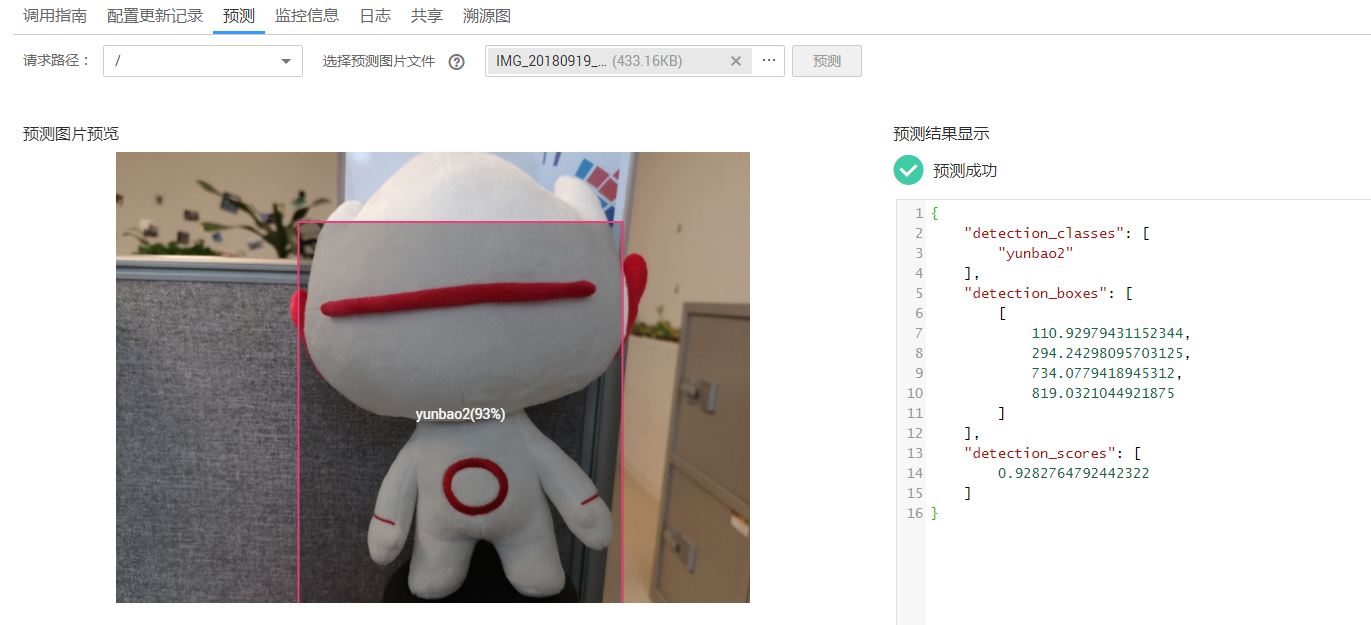 调用指南 配置更新记录 预测 监控信息 日志 共享 溯源图
请求路径： / 选择预测图片文件 ? IMG_20180919_... (433.16KB) × ··· 预测
预测图片预览
yunbao2(93%)
预测结果显示
预测成功
1 {
2 "detection_classes": [
3 "yunbao2"
4 ],
5 "detection_boxes": [
6 [
7 110.92979431152344,
8 294.24298095703125,
9 734.0779418945312,
10 819.0321044921875
11 ]
12 ],
13 "detection_scores": [
14 0.9282764792442322
15 ]
16 }